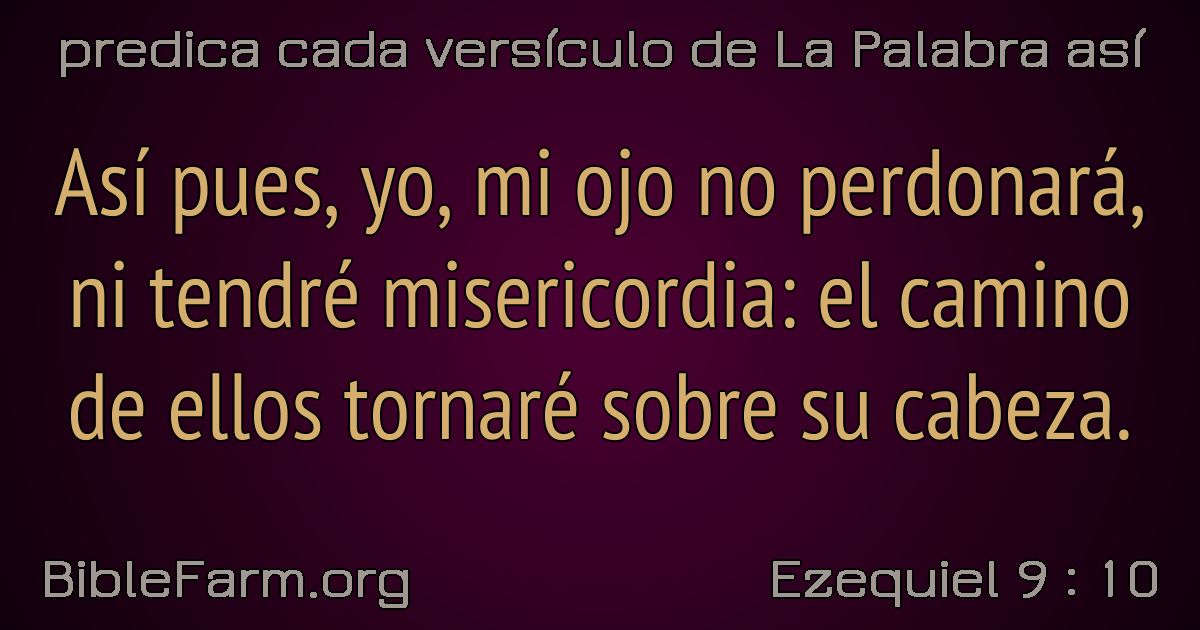 predica cada versículo de La Palabra así
Así pues, yo, mi ojo no perdonará,
ni tendré misericordia: el camino
de ellos tornaré sobre su cabeza.
BibleFarm.org
Ezequiel 9 : 10